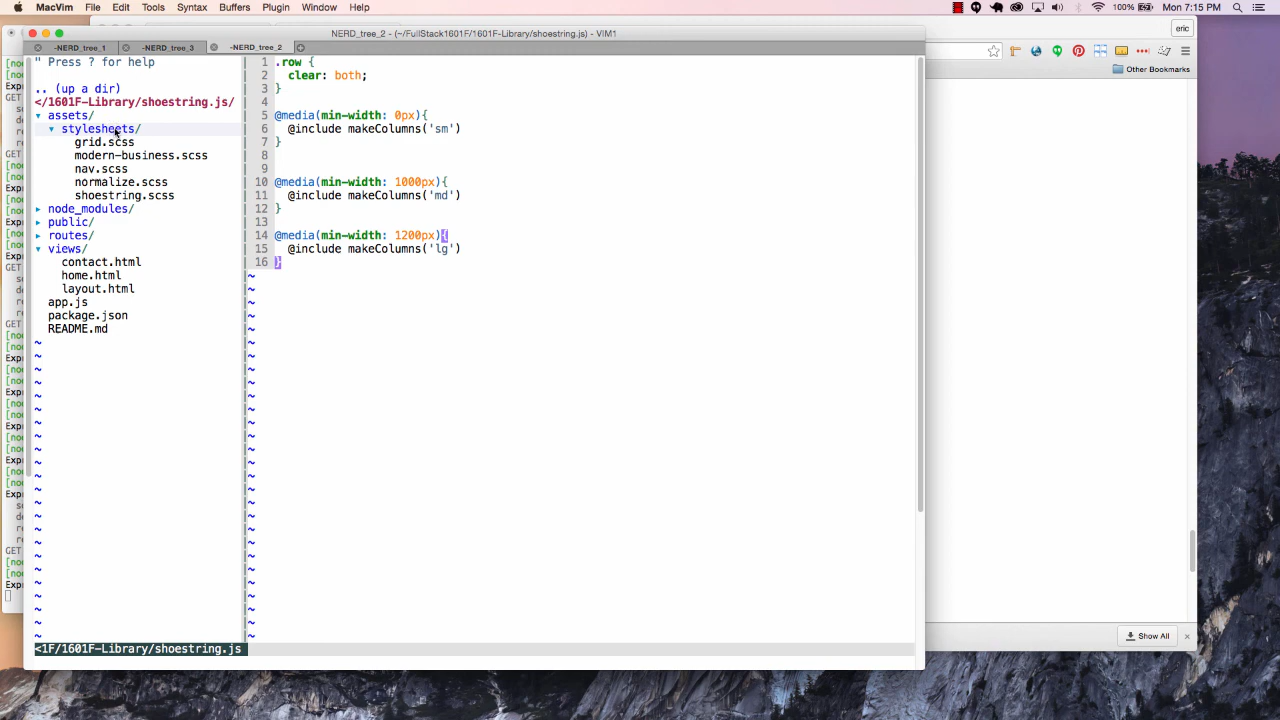 MacVim File Edit Tools Syntax Buffers Plugin Window Help
100% Mon 7:15 PM
NERD_tree_2 - (~/FullStack1601F/1601F-Library/shoestring.js) - VIM1
eric
-NERD_tree_1 -NERD_tree_3 -NERD_tree_2
Other Bookmarks
" Press ? for help
.. (up a dir)
</1601F-Library/shoestring.js/
▼ assets/
▼ stylesheets/
grid.scss
modern-business.scss
nav.scss
normalize.scss
shoestring.scss
▸ node_modules/
▸ public/
▸ routes/
▼ views/
contact.html
home.html
layout.html
app.js
package.json
README.md
<1F/1601F-Library/shoestring.js
1 .row {
2 clear: both;
3 }
4
5 @media(min-width: 0px){
6 @include makeColumns('sm')
7 }
8
9
10 @media(min-width: 1000px){
11 @include makeColumns('md')
12 }
13
14 @media(min-width: 1200px){
15 @include makeColumns('lg')
16 }
Show All